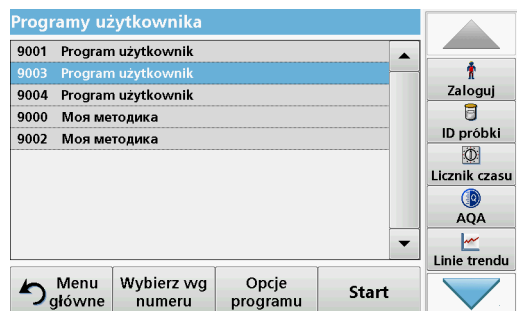 Programy użytkownika
9001 Program użytkownik
9003 Program użytkownik
9004 Program użytkownik
9000 Моя методика
9002 Моя методика
Zaloguj
ID próbki
Licznik czasu
AQA
Linie trendu
Menu główne
Wybierz wg numeru
Opcje programu
Start